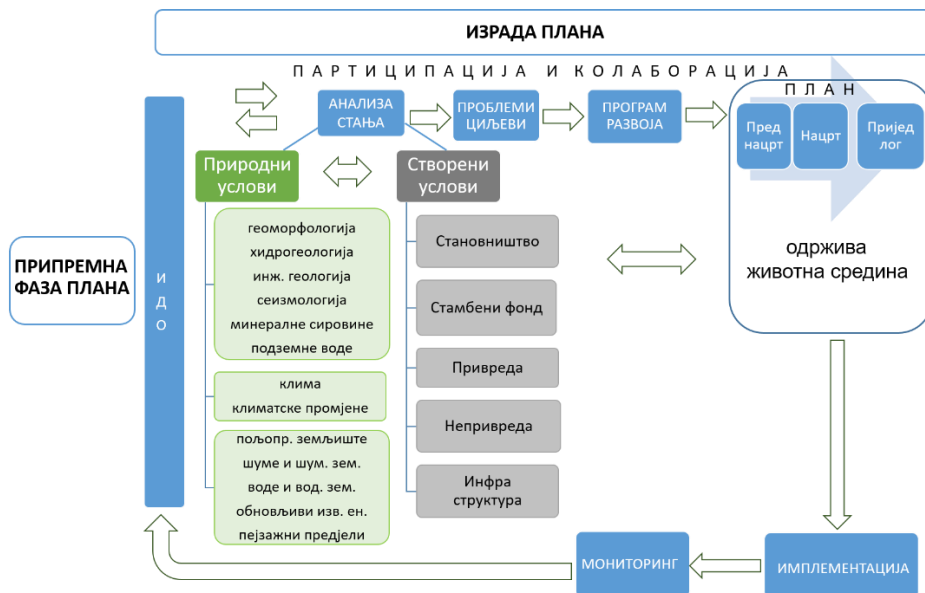 ИЗРАДА ПЛАНА
ПАРТИЦИПАЦИЈА И КОЛАБОРАЦИЈА
ПЛАН
АНАЛИЗА
СТАЊА
ПРОБЛЕМИ
ЦИЉЕВИ
ПРОГРАМ
РАЗВОЈА
Пред
нацрт
Нацрт
Пријед
лог
одржива
животна средина
Природни
услови
Створени
услови
ПРИПРЕМНА
ФАЗА ПЛАНА
И
Д
О
геоморфологија
хидрогеологија
инж. геологија
сеизмологија
минералне сировине
подземне воде
клима
климатске промјене
пољопр. земљиште
шуме и шум. зем.
воде и вод. зем.
обновљиви изв. ен.
пејзажни предјели
Становништво
Стамбени фонд
Привреда
Непривреда
Инфра
структура
МОНИТОРИНГ
ИМПЛЕМЕНТАЦИЈА